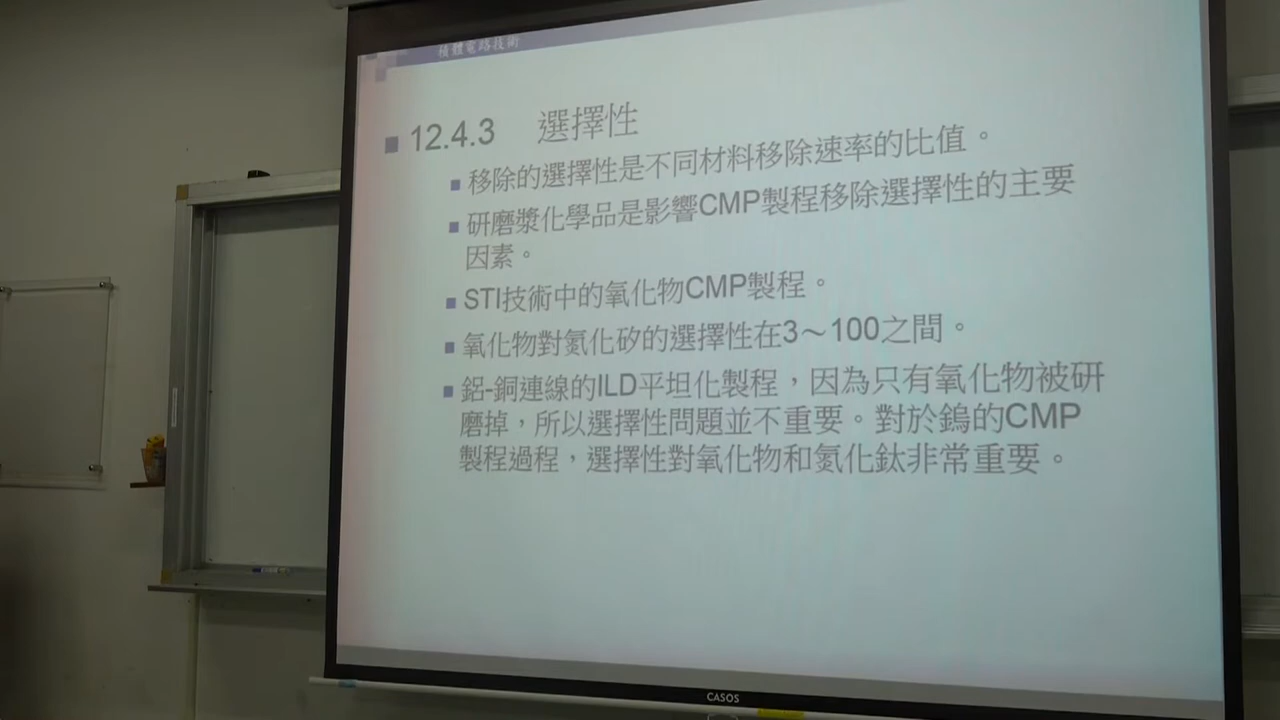 積體電路技術
■ 12.4.3 選擇性
■ 移除的選擇性是不同材料移除速率的比值。
■ 研磨漿化學品是影響CMP製程移除選擇性的主要
因素。
■ STI技術中的氧化物CMP製程。
■ 氧化物對氮化矽的選擇性在3～100之間。
■ 鋁-銅連線的ILD平坦化製程，因為只有氧化物被研
磨掉，所以選擇性問題並不重要。對於鎢的CMP
製程過程，選擇性對氧化物和氮化鈦非常重要。
CASOS